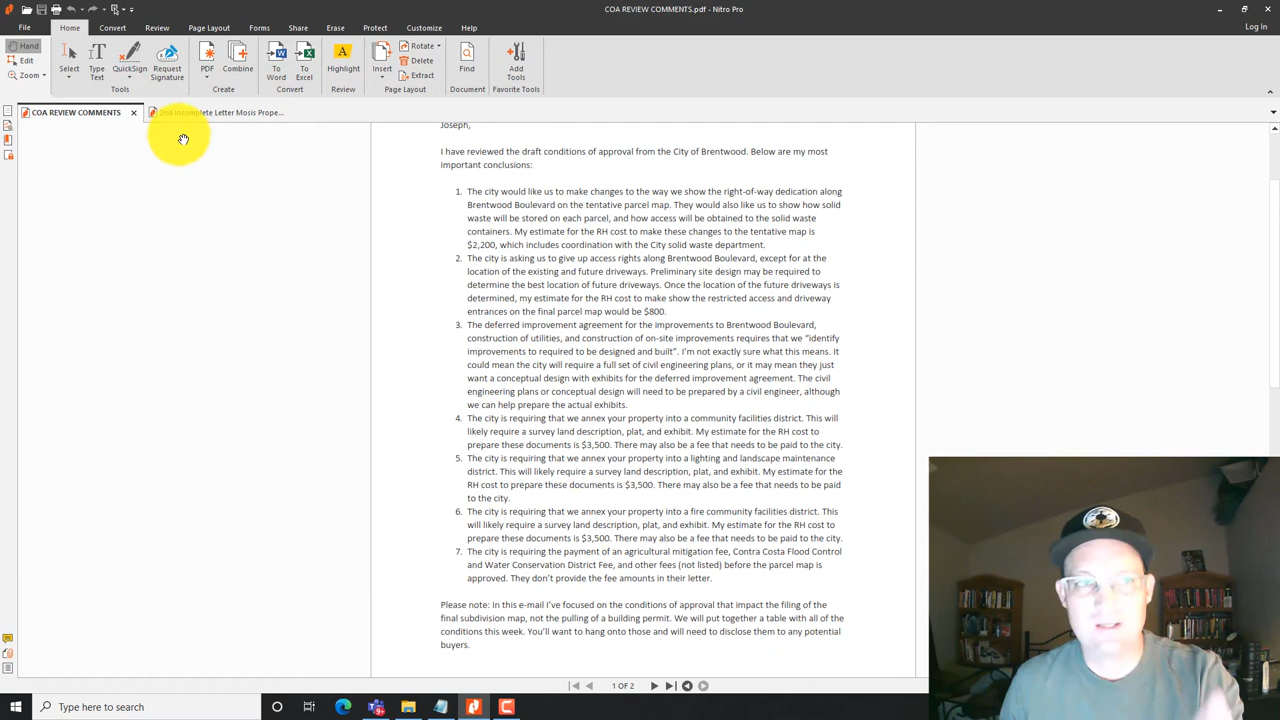 COA REVIEW COMMENTS.pdf - Nitro Pro
File Home Convert Review Page Layout Forms Share Erase Protect Customize Help Log In
Hand
Edit
Zoom
Select
Type Text
QuickSign
Request Signature
PDF
Combine
To Word
To Excel
Highlight
Insert
Rotate
Delete
Extract
Find
Add Tools
Tools Create Convert Review Page Layout Document Favorite Tools
COA REVIEW COMMENTS 2nd Incomplete Letter Mosis Prope...
Joseph,
I have reviewed the draft conditions of approval from the City of Brentwood. Below are my most
important conclusions:
1. The city would like us to make changes to the way we show the right-of-way dedication along
Brentwood Boulevard on the tentative parcel map. They would also like us to show how solid
waste will be stored on each parcel, and how access will be obtained to the solid waste
containers. My estimate for the RH cost to make these changes to the tentative map is
$2,200, which includes coordination with the City solid waste department.
2. The city is asking us to give up access rights along Brentwood Boulevard, except for at the
location of the existing and future driveways. Preliminary site design may be required to
determine the best location of future driveways. Once the location of the future driveways is
determined, my estimate for the RH cost to make show the restricted access and driveway
entrances on the final parcel map would be $800.
3. The deferred improvement agreement for the improvements to Brentwood Boulevard,
construction of utilities, and construction of on-site improvements requires that we "identify
improvements to required to be designed and built". I'm not exactly sure what this means. It
could mean the city will require a full set of civil engineering plans, or it may mean they just
want a conceptual design with exhibits for the deferred improvement agreement. The civil
engineering plans or conceptual design will need to be prepared by a civil engineer, although
we can help prepare the actual exhibits.
4. The city is requiring that we annex your property into a community facilities district. This will
likely require a survey land description, plat, and exhibit. My estimate for the RH cost to
prepare these documents is $3,500. There may also be a fee that needs to be paid to the city.
5. The city is requiring that we annex your property into a lighting and landscape maintenance
district. This will likely require a survey land description, plat, and exhibit. My estimate for the
RH cost to prepare these documents is $3,500. There may also be a fee that needs to be paid
to the city.
6. The city is requiring that we annex your property into a fire community facilities district. This
will likely require a survey land description, plat, and exhibit. My estimate for the RH cost to
prepare these documents is $3,500. There may also be a fee that needs to be paid to the city.
7. The city is requiring the payment of an agricultural mitigation fee, Contra Costa Flood Control
and Water Conservation District Fee, and other fees (not listed) before the parcel map is
approved. They don't provide the fee amounts in their letter.
Please note: In this e-mail I've focused on the conditions of approval that impact the filing of the
final subdivision map, not the pulling of a building permit. We will put together a table with all of the
conditions this week. You'll want to hang onto those and will need to disclose them to any potential
buyers.
1 OF 2
Type here to search